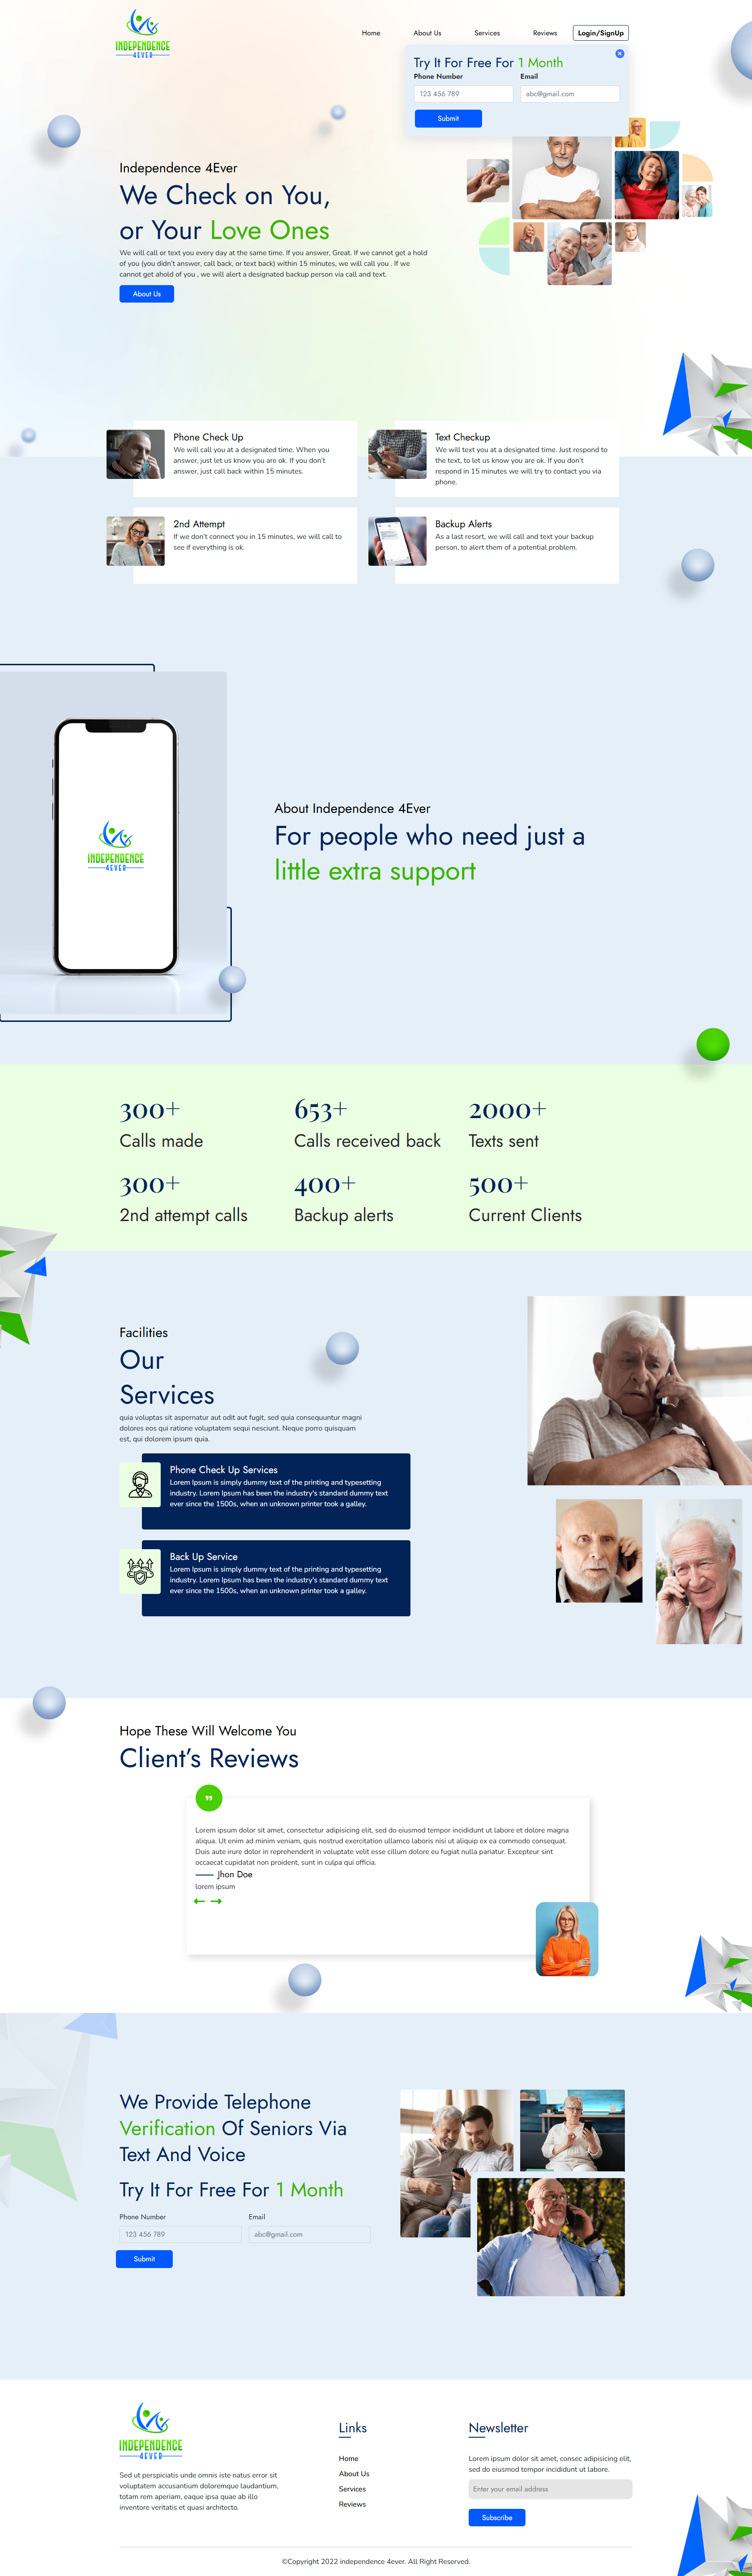 INDEPENDENCE
4EVER
Home
About Us
Services
Reviews
Login/SignUp
Try It For Free For 1 Month
Phone Number
Email
123 456 789
abc@gmail.com
Submit
Independence 4Ever
We Check on You,
or Your Love Ones
We will call or text you every day at the same time. If you answer, Great. If we cannot get a hold
of you (you didn't answer, call back, or text back) within 15 minutes, we will call you . If we
cannot get ahold of you , we will alert a designated backup person via call and text.
About Us
Phone Check Up
We will call you at a designated time. When you
answer, just let us know you are ok. If you don't
answer, just call back within 15 minutes.
Text Checkup
We will text you at a designated time. Just respond to
the text, to let us know you are ok. If you don't
respond in 15 minutes we will try to contact you via
phone.
2nd Attempt
If we don't connect you in 15 minutes, we will call to
see if everything is ok.
Backup Alerts
As a last resort, we will call and text your backup
person, to alert them of a potential problem.
INDEPENDENCE
4EVER
About Independence 4Ever
For people who need just a
little extra support
300+
Calls made
653+
Calls received back
2000+
Texts sent
300+
2nd attempt calls
400+
Backup alerts
500+
Current Clients
Facilities
Our
Services
quia voluptas sit aspernatur aut odit aut fugit, sed quia consequuntur magni
dolores eos qui ratione voluptatem sequi nesciunt. Neque porro quisquam
est, qui dolorem ipsum quia.
Phone Check Up Services
Lorem Ipsum is simply dummy text of the printing and typesetting
industry. Lorem Ipsum has been the industry's standard dummy text
ever since the 1500s, when an unknown printer took a galley.
Back Up Service
Lorem Ipsum is simply dummy text of the printing and typesetting
industry. Lorem Ipsum has been the industry's standard dummy text
ever since the 1500s, when an unknown printer took a galley.
Hope These Will Welcome You
Client's Reviews
Lorem ipsum dolor sit amet, consectetur adipisicing elit, sed do eiusmod tempor incididunt ut labore et dolore magna
aliqua. Ut enim ad minim veniam, quis nostrud exercitation ullamco laboris nisi ut aliquip ex ea commodo consequat.
Duis aute irure dolor in reprehenderit in voluptate velit esse cillum dolore eu fugiat nulla pariatur. Excepteur sint
occaecat cupidatat non proident, sunt in culpa qui officia.
Jhon Doe
lorem ipsum
We Provide Telephone
Verification Of Seniors Via
Text And Voice
Try It For Free For 1 Month
Phone Number
Email
123 456 789
abc@gmail.com
Submit
INDEPENDENCE
4EVER
Sed ut perspiciatis unde omnis iste natus error sit
voluptatem accusantium doloremque laudantium,
totam rem aperiam, eaque ipsa quae ab illo
inventore veritatis et quasi architecto.
Links
Home
About Us
Services
Reviews
Newsletter
Lorem ipsum dolor sit amet, consec adipisicing elit,
sed do eiusmod tempor incididunt ut labore.
Enter your email address
Subscribe
©Copyright 2022 independence 4ever. All Right Reserved.